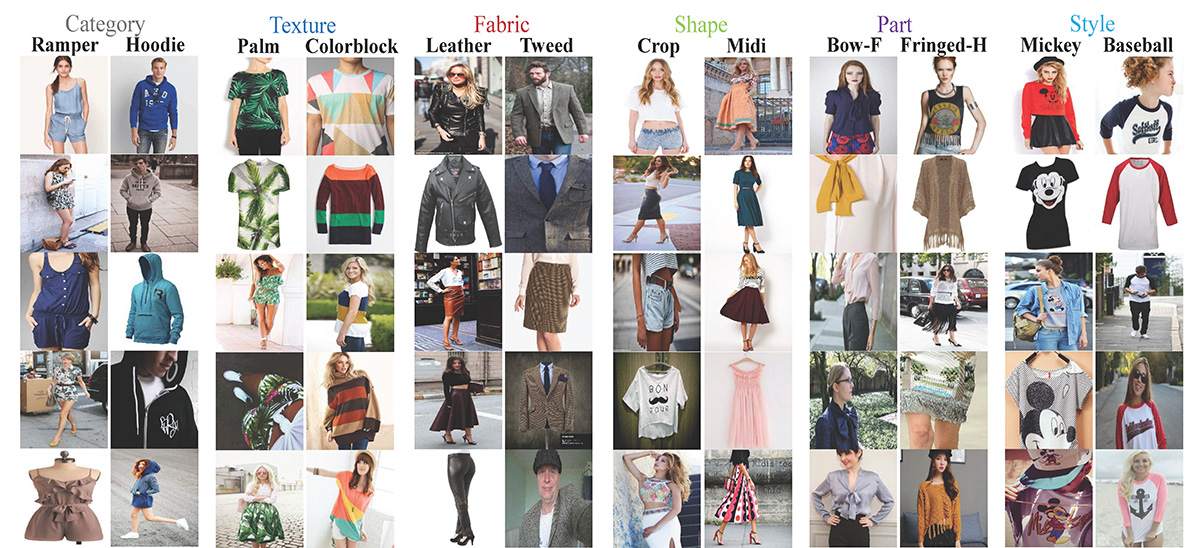 Category Texture Fabric Shape Part Style
Ramper Hoodie Palm Colorblock Leather Tweed Crop Midi Bow-F Fringed-H Mickey Baseball
BON
JOUR